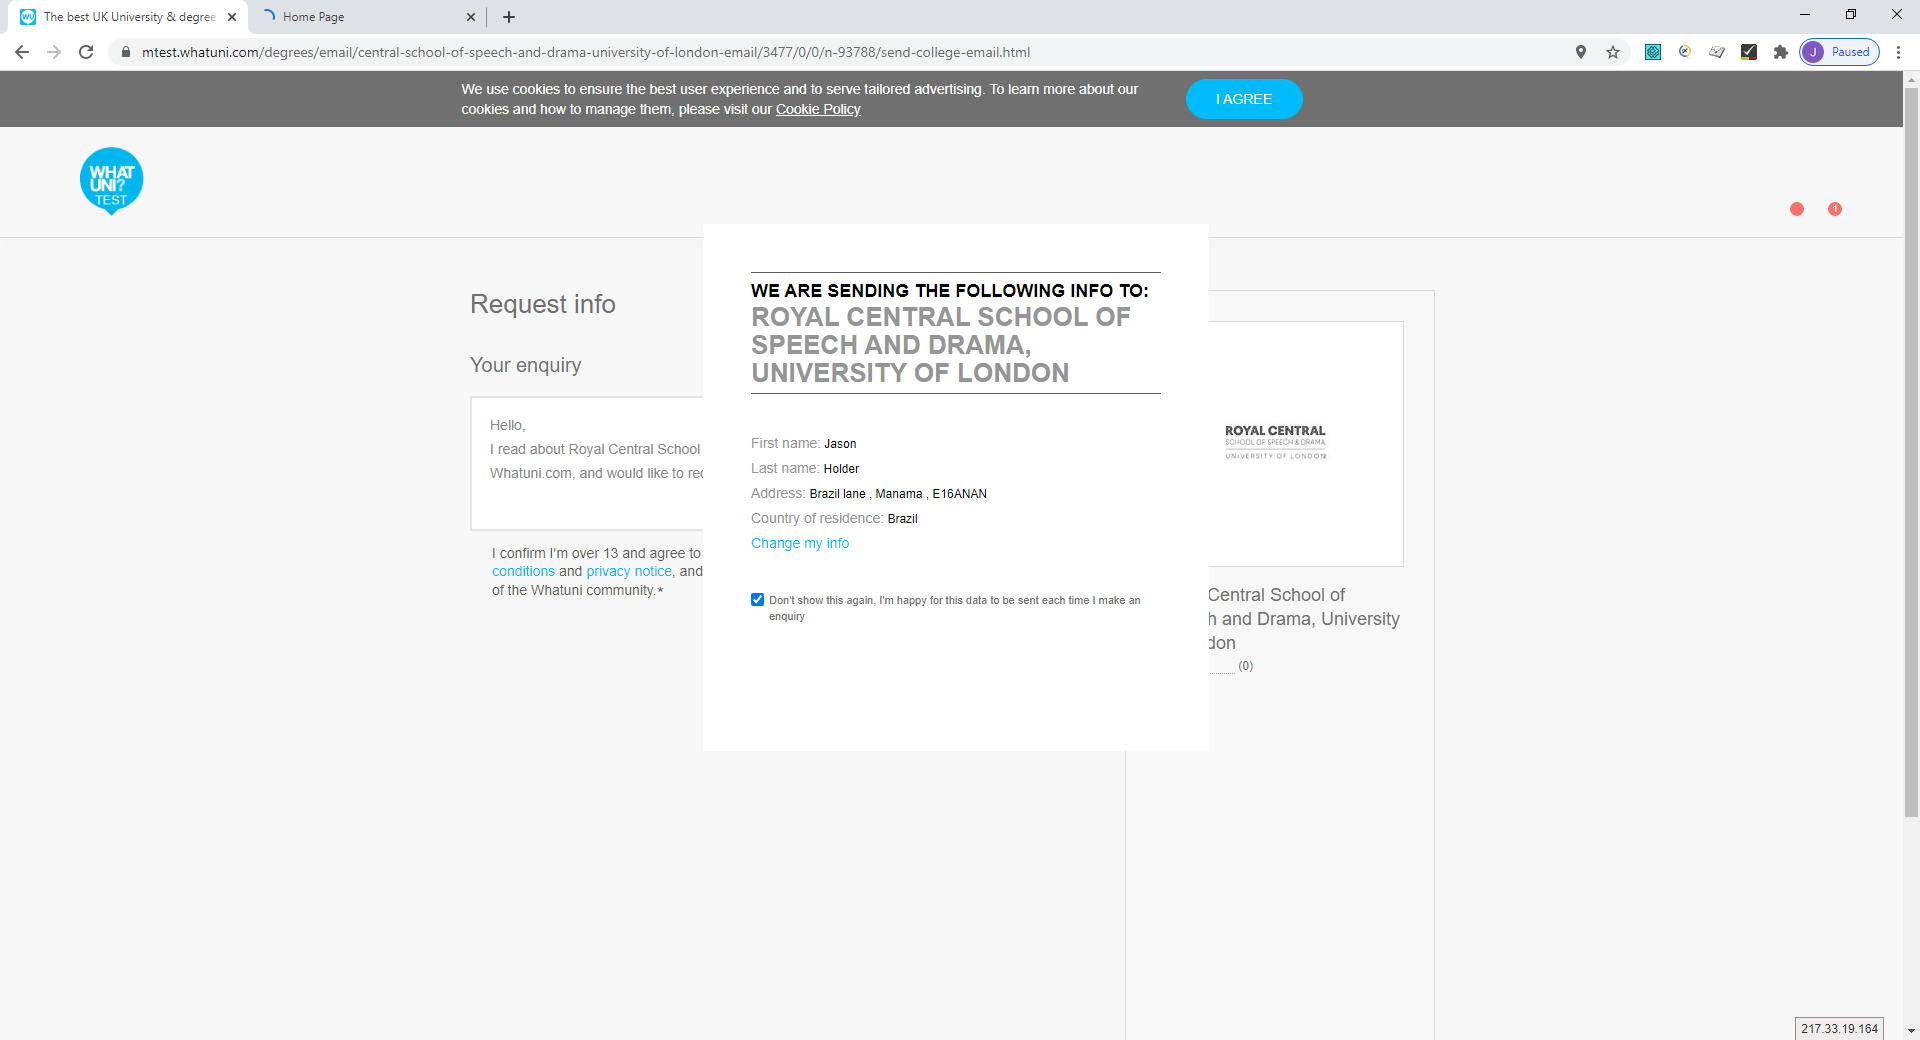 The best UK University & degree
Home Page
mtest.whatuni.com/degrees/email/central-school-of-speech-and-drama-university-of-london-email/3477/0/0/n-93788/send-college-email.html
J Paused
We use cookies to ensure the best user experience and to serve tailored advertising. To learn more about our
cookies and how to manage them, please visit our Cookie Policy
I AGREE
WHAT
UNI?
TEST
1
Request info
Your enquiry
Hello,
I read about Royal Central School
Whatuni.com, and would like to rec
I confirm I'm over 13 and agree to
conditions and privacy notice, and
of the Whatuni community.*
WE ARE SENDING THE FOLLOWING INFO TO:
ROYAL CENTRAL SCHOOL OF
SPEECH AND DRAMA,
UNIVERSITY OF LONDON
First name: Jason
Last name: Holder
Address: Brazil lane , Manama , E16ANAN
Country of residence: Brazil
Change my info
Don't show this again, I'm happy for this data to be sent each time I make an
enquiry
ROYAL CENTRAL
SCHOOL OF SPEECH & DRAMA
UNIVERSITY OF LONDON
Central School of
h and Drama, University
don
(0)
217.33.19.164